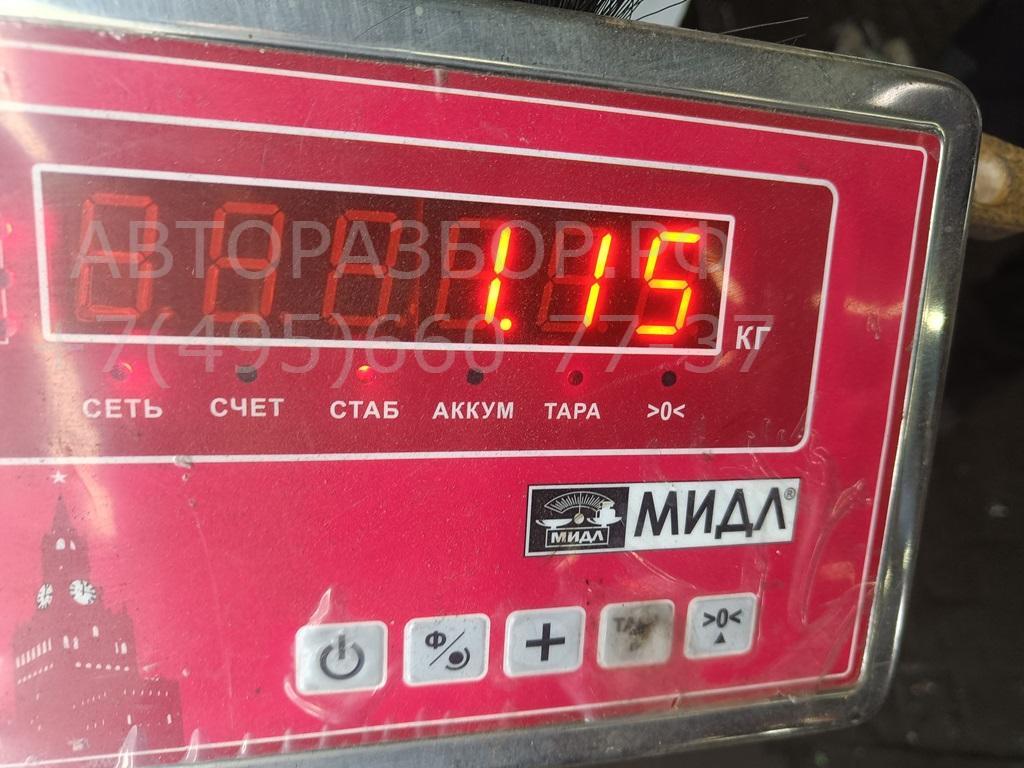 АВТОРАЗБОР.РФ
1.15
+7(495)660-77-37
КГ
СЕТЬ СЧЕТ СТАБ АККУМ ТАРА >0<
МИДЛ МИДЛ®
Ф/ + >0<